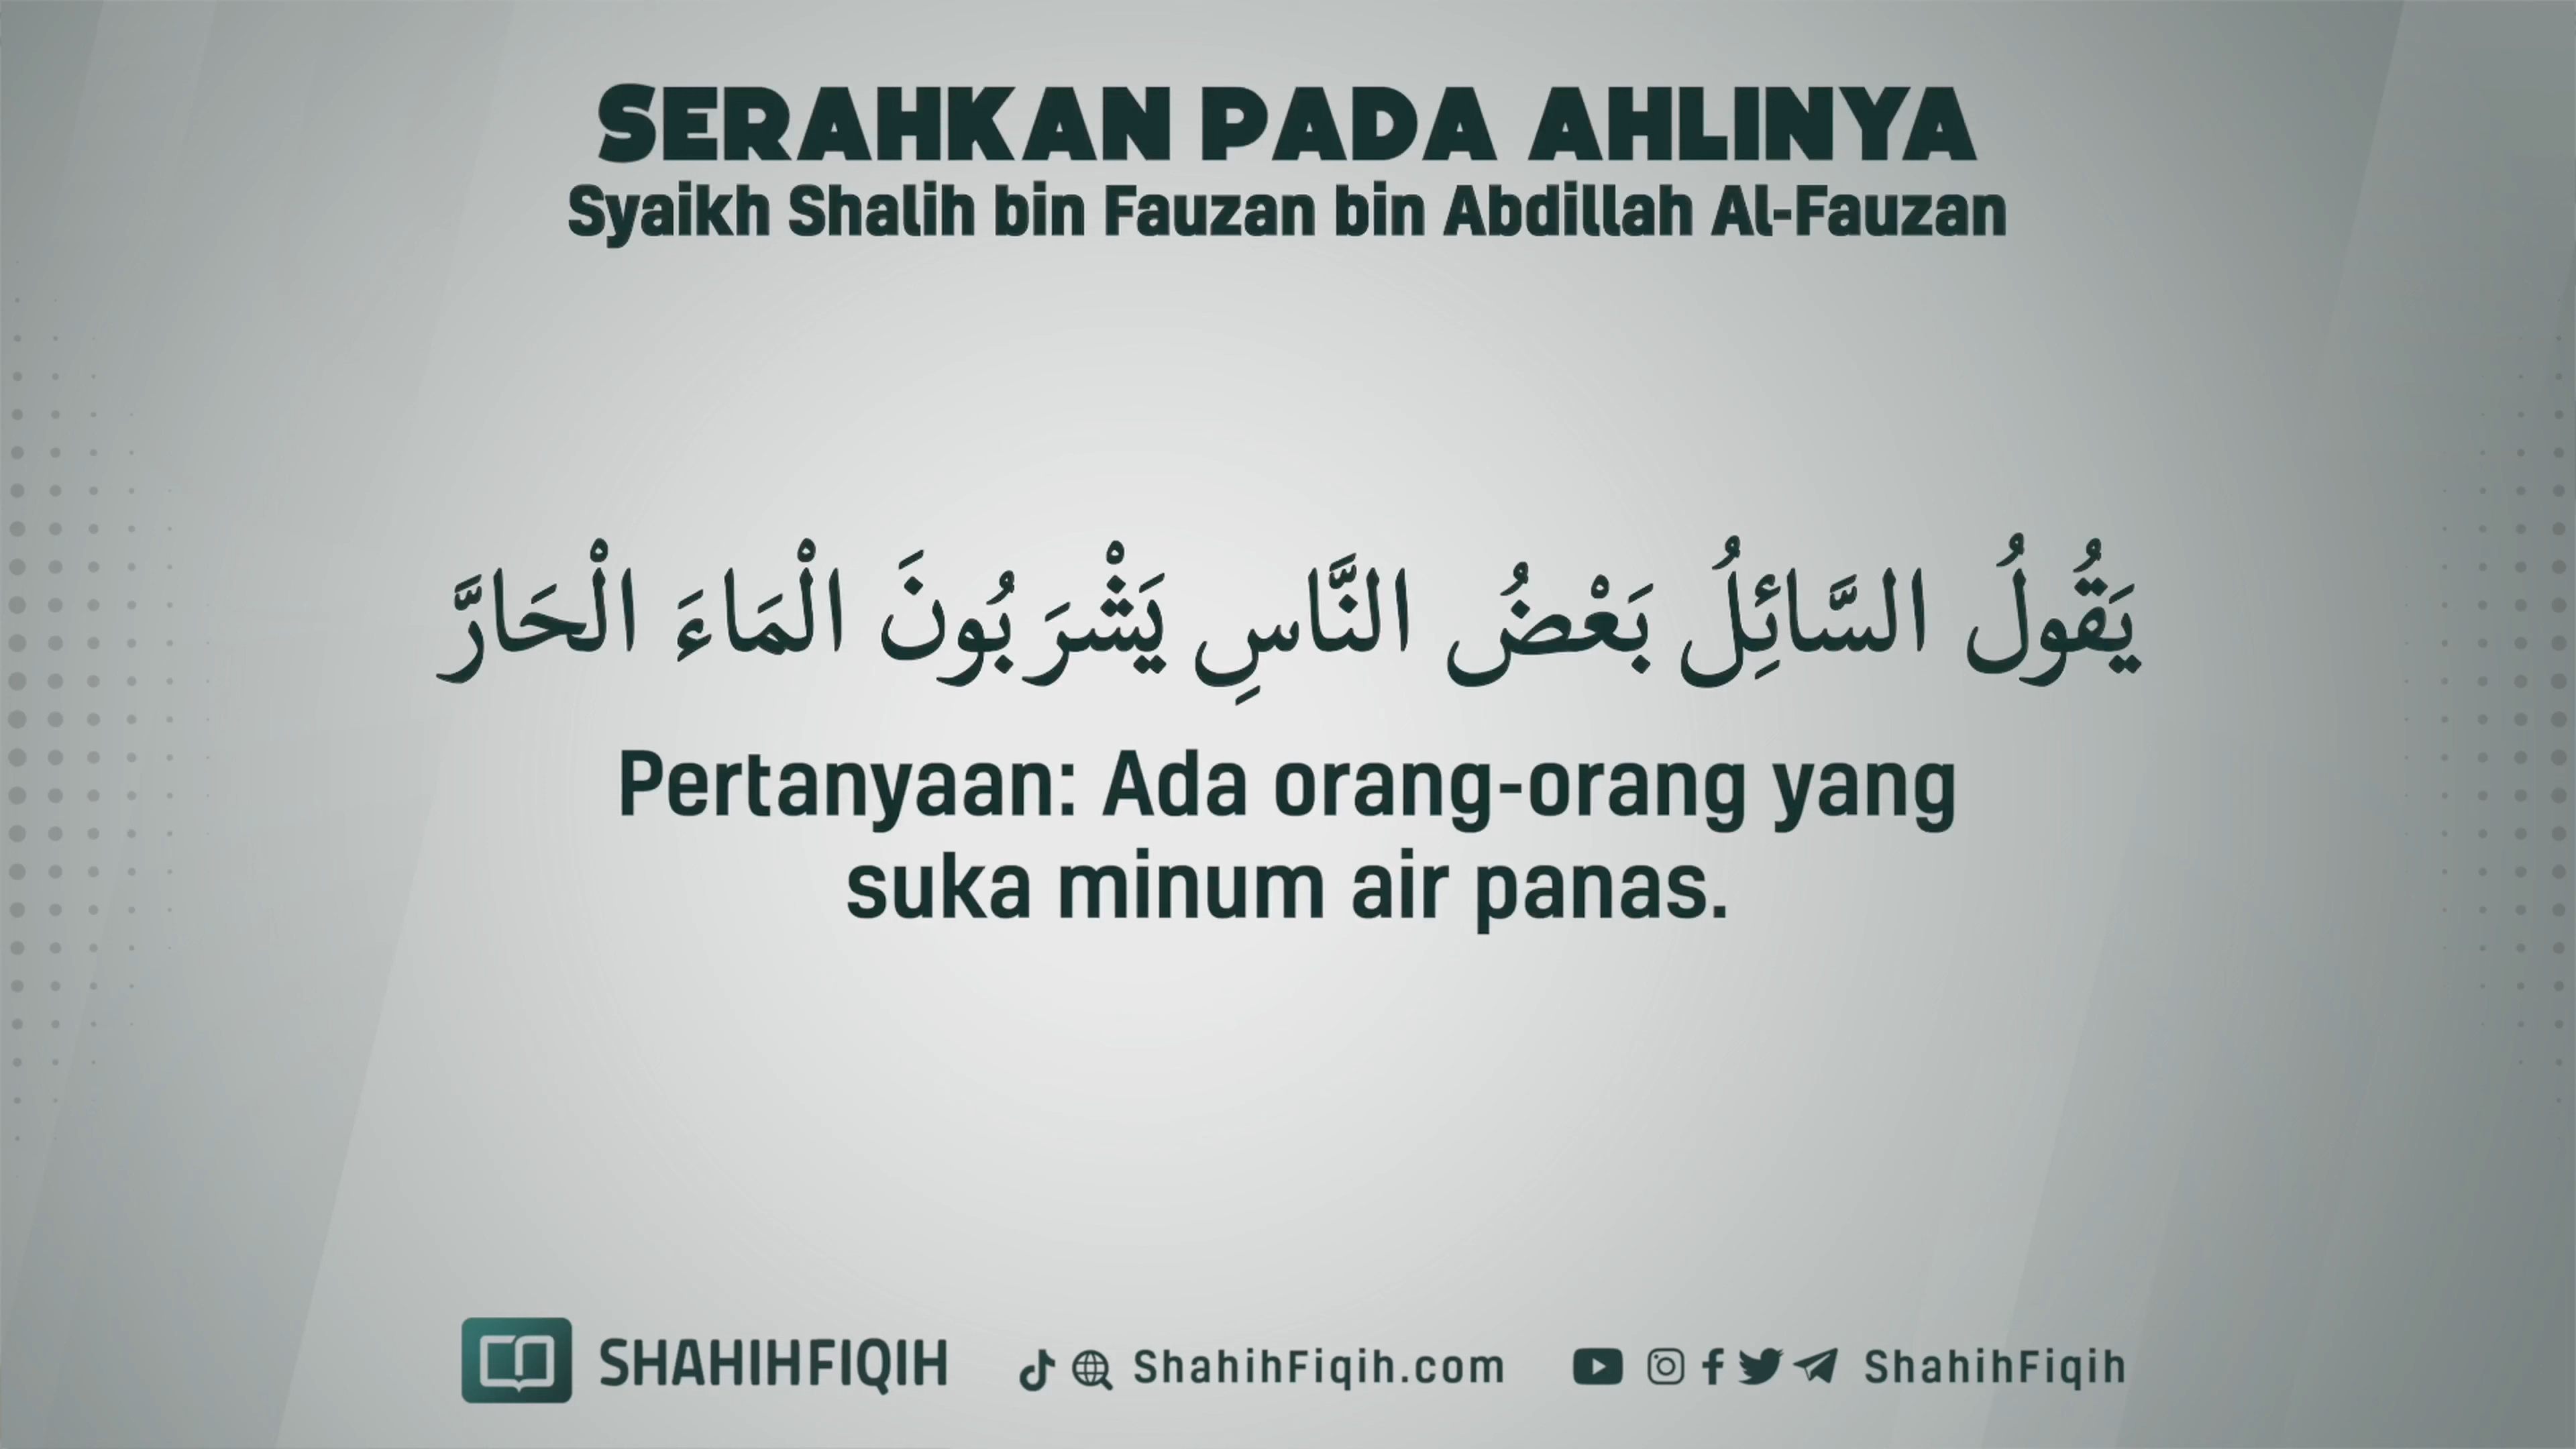 SERAHKAN PADA AHLINYA
Syaikh Shalih bin Fauzan bin Abdillah Al-Fauzan
يَقُولُ السَّائِلُ بَعْضُ النَّاسِ يَشْرَبُونَ الْمَاءَ الْحَارَّ
Pertanyaan: Ada orang-orang yang
suka minum air panas.
SHAHIHFIQIH ShahihFiqih.com ShahihFiqih